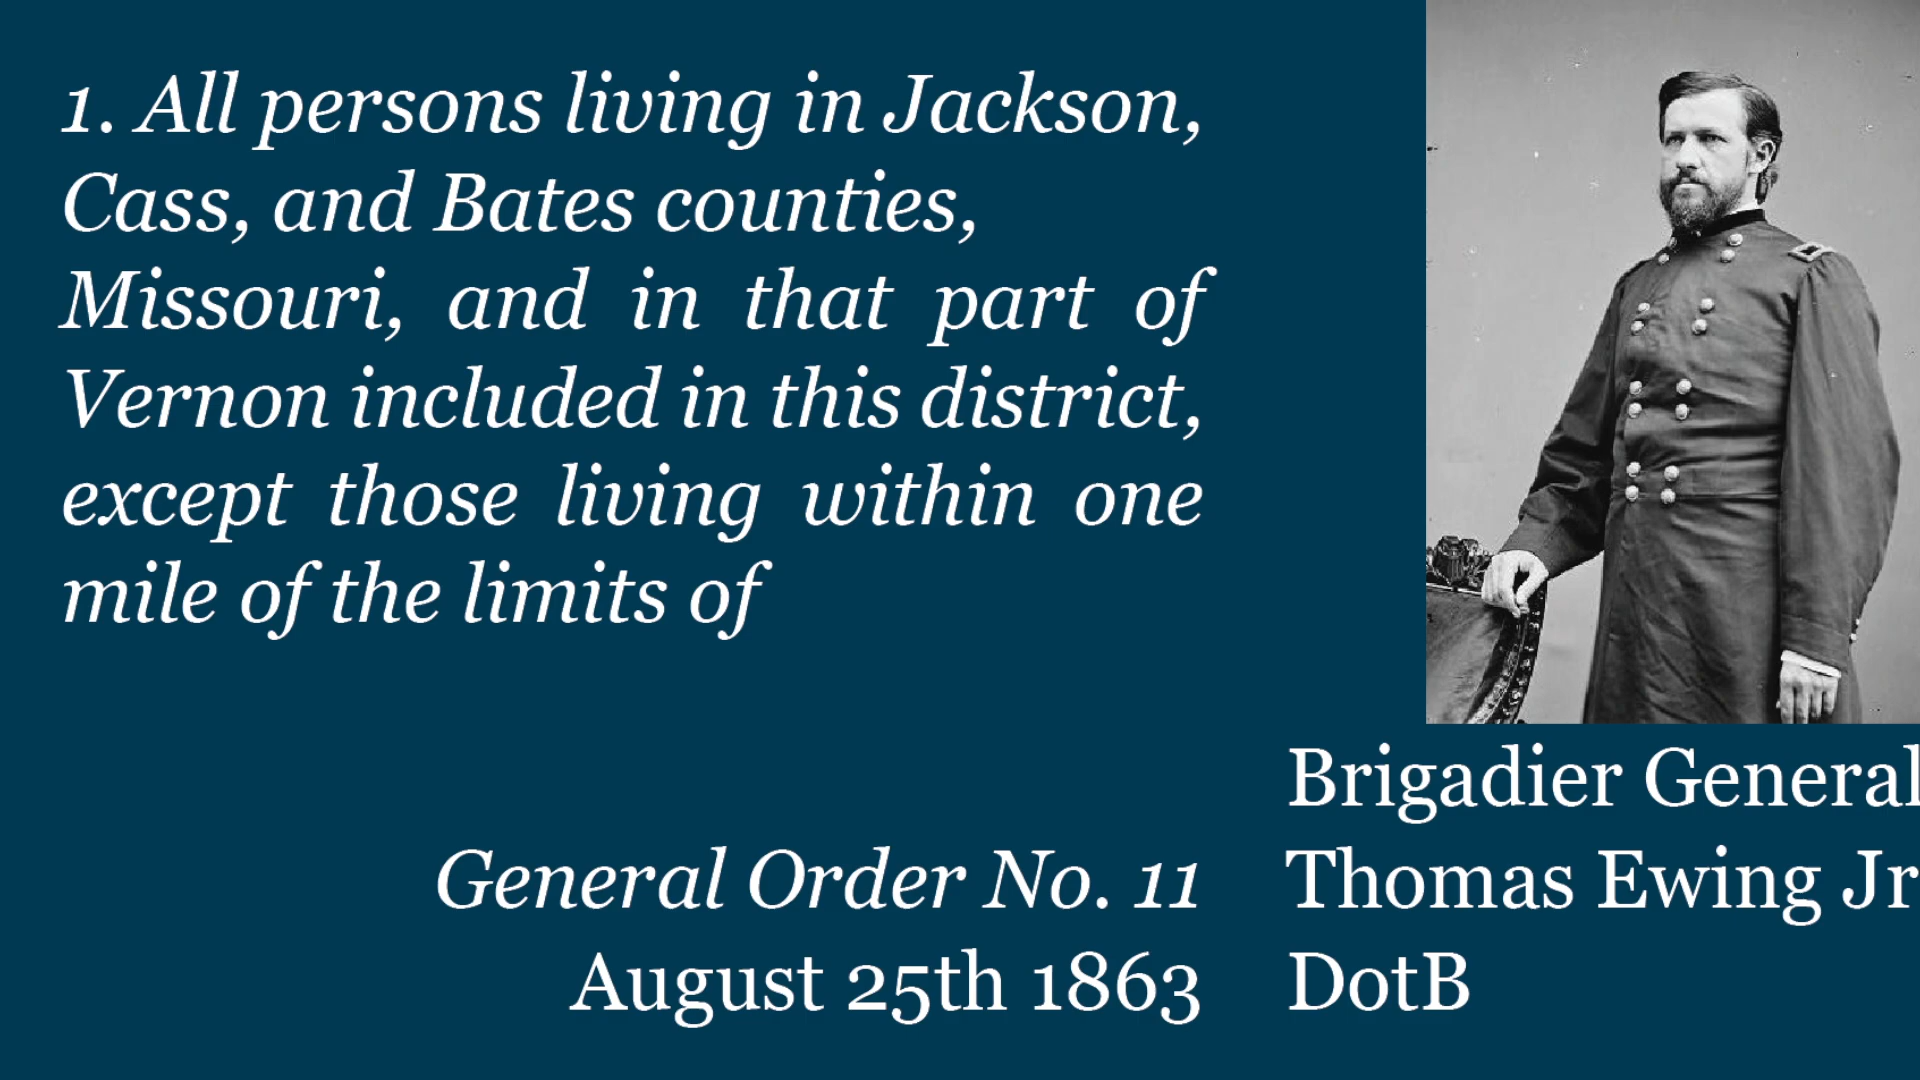 1. All persons living in Jackson,
Cass, and Bates counties,
Missouri, and in that part of
Vernon included in this district,
except those living within one
mile of the limits of
General Order No. 11
August 25th 1863
Brigadier General
Thomas Ewing Jr
DotB